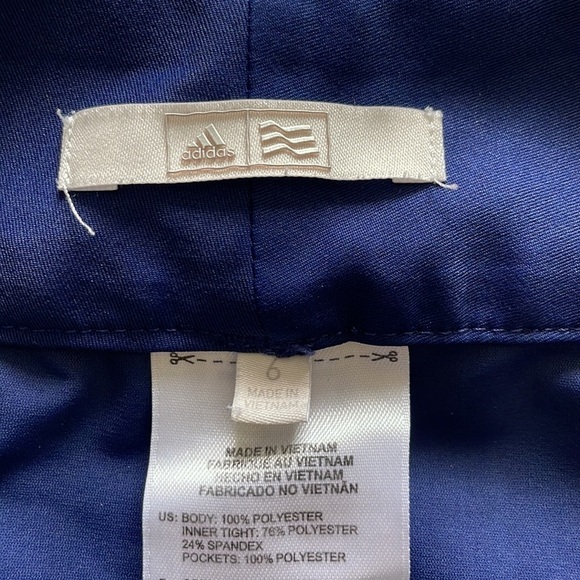 adidas
6
MADE IN
VIETNAM
MADE IN VIETNAM
FABRIQUE AU VIETNAM
HECHO EN VIETNAM
FABRICADO NO VIETNÃN
US: BODY: 100% POLYESTER
INNER TIGHT: 76% POLYESTER
24% SPANDEX
POCKETS: 100% POLYESTER